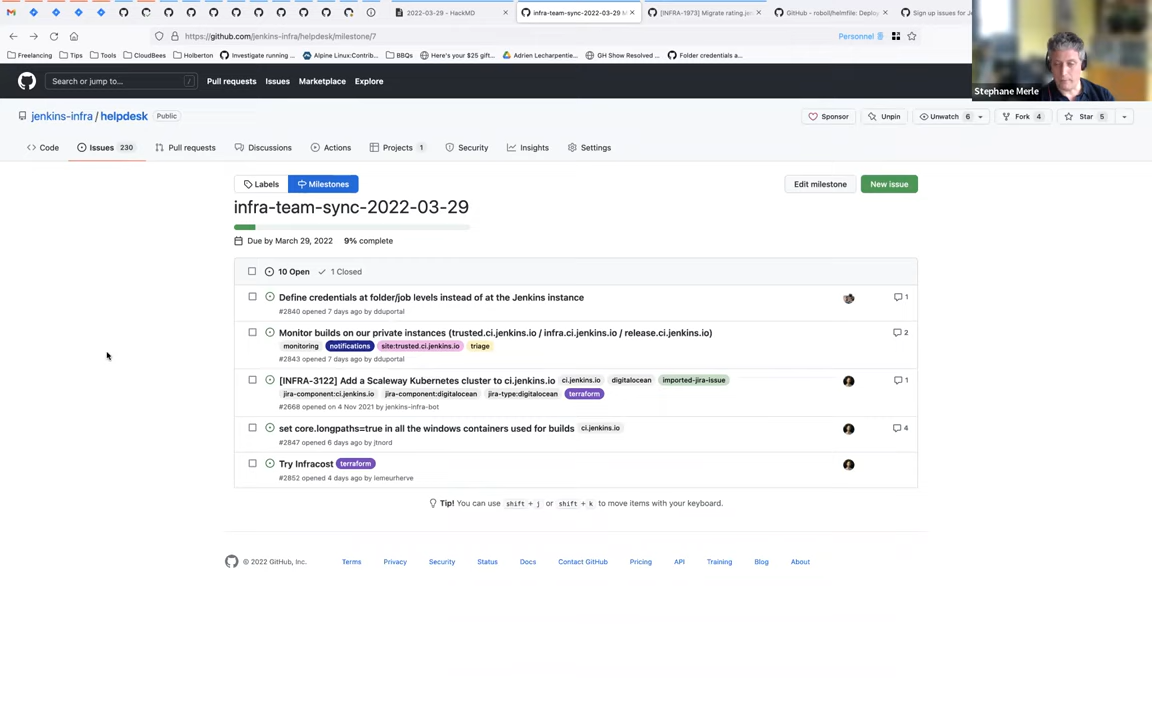 2022-03-29 - HackMD
infra-team-sync-2022-03-29 M
[INFRA-1973] Migrate rating.jen
GitHub - roboll/helmfile: Deploy
Sign up issues for J
https://github.com/jenkins-infra/helpdesk/milestone/7
Personnel
Freelancing
Tips
Tools
CloudBees
Holberton
Investigate running ...
Alpine Linux:Contrib...
BBQs
Here's your $25 gift...
Adrien Lecharpentie...
GH Show Resolved ...
Folder credentials a...
Stephane Merle
Search or jump to...
/
Pull requests
Issues
Marketplace
Explore
jenkins-infra / helpdesk
Public
Sponsor
Unpin
Unwatch 6
Fork 4
Star 5
Code
Issues 230
Pull requests
Discussions
Actions
Projects 1
Security
Insights
Settings
Labels
Milestones
Edit milestone
New issue
infra-team-sync-2022-03-29
Due by March 29, 2022 9% complete
10 Open 1 Closed
Define credentials at folder/job levels instead of at the Jenkins instance
1
#2840 opened 7 days ago by dduportal
Monitor builds on our private instances (trusted.ci.jenkins.io / infra.ci.jenkins.io / release.ci.jenkins.io)
2
monitoring notifications site:trusted.ci.jenkins.io triage
#2843 opened 7 days ago by dduportal
[INFRA-3122] Add a Scaleway Kubernetes cluster to ci.jenkins.io ci.jenkins.io digitalocean imported-jira-issue
1
jira-component:ci.jenkins.io jira-component:digitalocean jira-type:digitalocean terraform
#2668 opened on 4 Nov 2021 by jenkins-infra-bot
set core.longpaths=true in all the windows containers used for builds ci.jenkins.io
4
#2847 opened 6 days ago by jtnord
Try Infracost terraform
#2852 opened 4 days ago by lemeurherve
Tip! You can use shift + j or shift + k to move items with your keyboard.
© 2022 GitHub, Inc.
Terms
Privacy
Security
Status
Docs
Contact GitHub
Pricing
API
Training
Blog
About